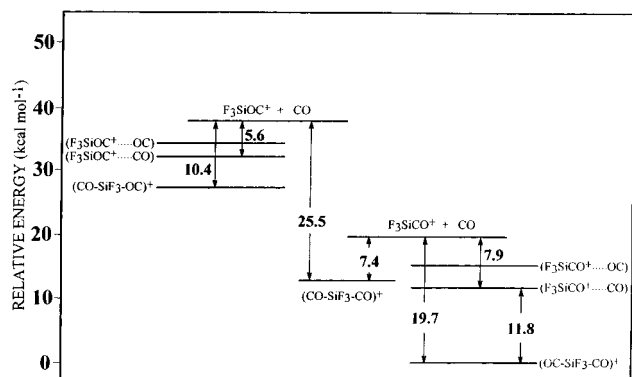 RELATIVE ENERGY (kcal mol-1)
50
40
30
20
10
0
F3SiOC+ + CO
(F3SiOC+.....OC)
(F3SiOC+.....CO)
(CO-SiF3-OC)+
5.6
10.4
25.5
F3SiCO+ + CO
7.4
7.9
(F3SiCO+.....OC)
(F3SiCO+.....CO)
(CO-SiF3-CO)+
19.7
11.8
(OC-SiF3-CO)+